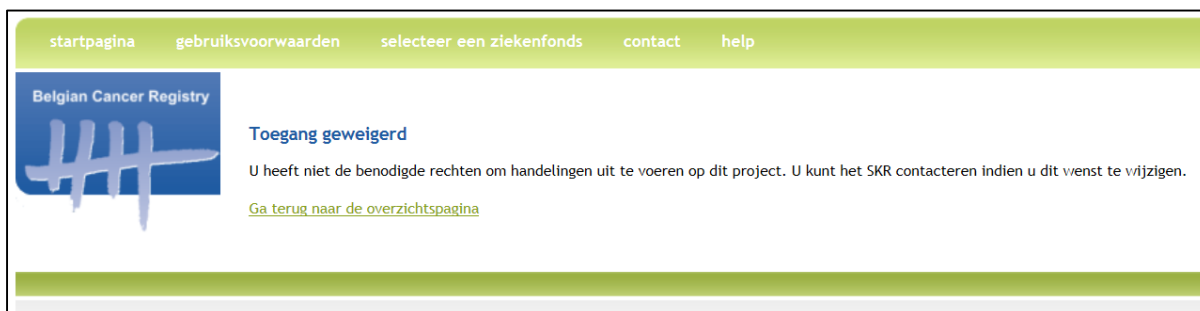 startpagina gebruiksvoorwaarden selecteer een ziekenfonds contact help
Belgian Cancer Registry
Toegang geweigerd
U heeft niet de benodigde rechten om handelingen uit te voeren op dit project. U kunt het SKR contacteren indien u dit wenst te wijzigen.
Ga terug naar de overzichtspagina